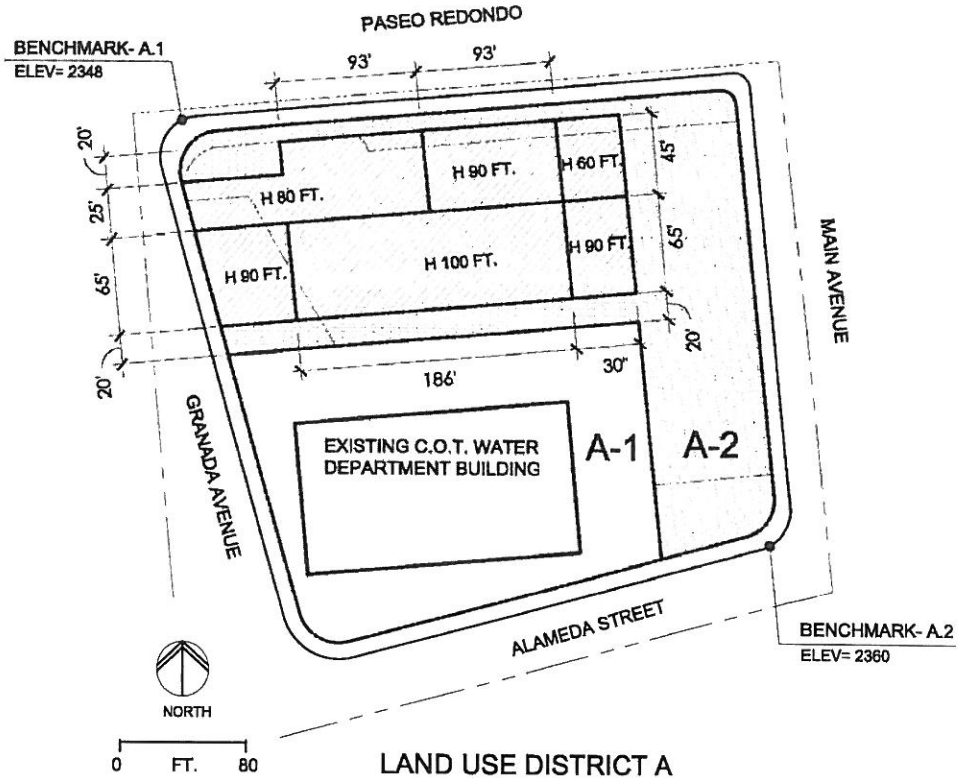 PASEO REDONDO
BENCHMARK- A.1
ELEV= 2348
93'
93'
20'
25'
65'
20'
H 80 FT.
H 90 FT.
H 60 FT.
45'
H 90 FT.
H 100 FT.
H 90 FT.
65'
20'
186'
30"
MAIN AVENUE
GRANADA AVENUE
EXISTING C.O.T. WATER
DEPARTMENT BUILDING
A-1
A-2
ALAMEDA STREET
BENCHMARK- A.2
ELEV= 2360
NORTH
0 FT. 80
LAND USE DISTRICT A